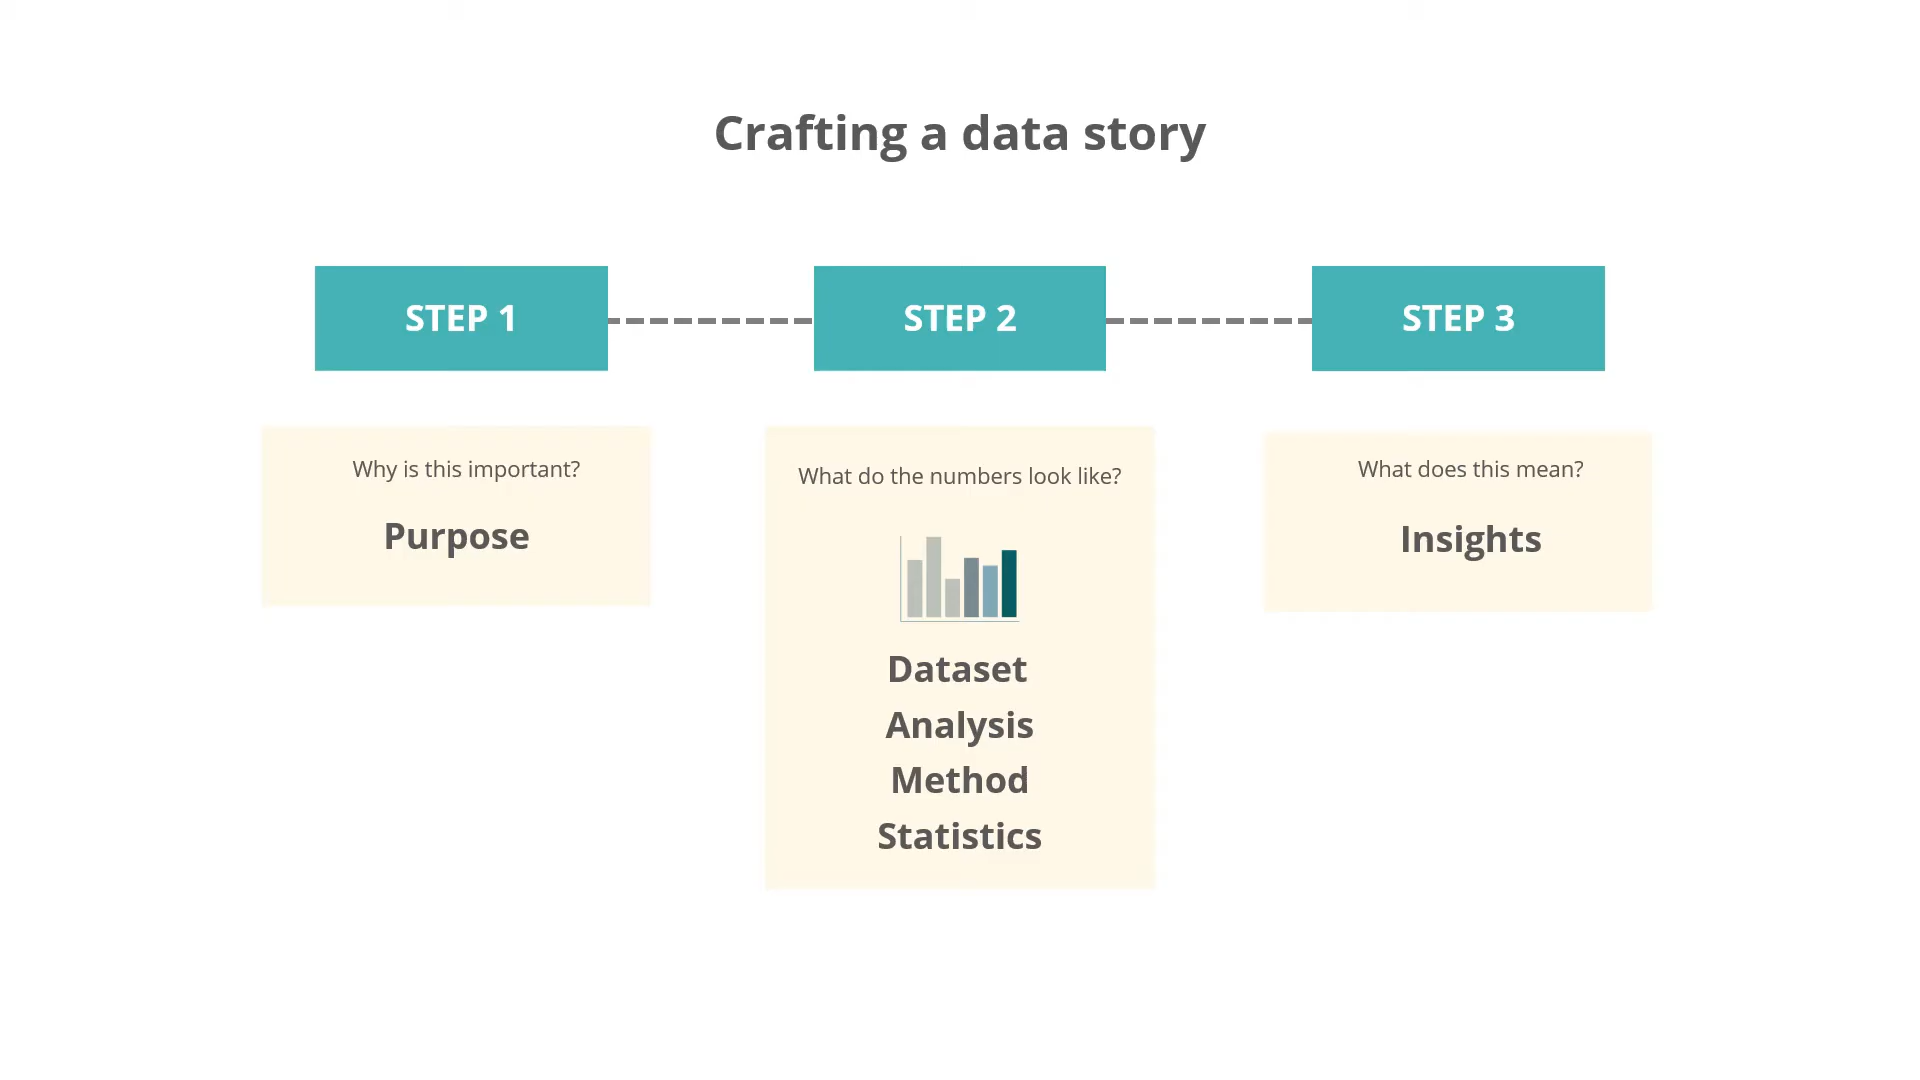 Crafting a data story
STEP 1
STEP 2
STEP 3
Why is this important?
Purpose
What do the numbers look like?
Dataset
Analysis
Method
Statistics
What does this mean?
Insights